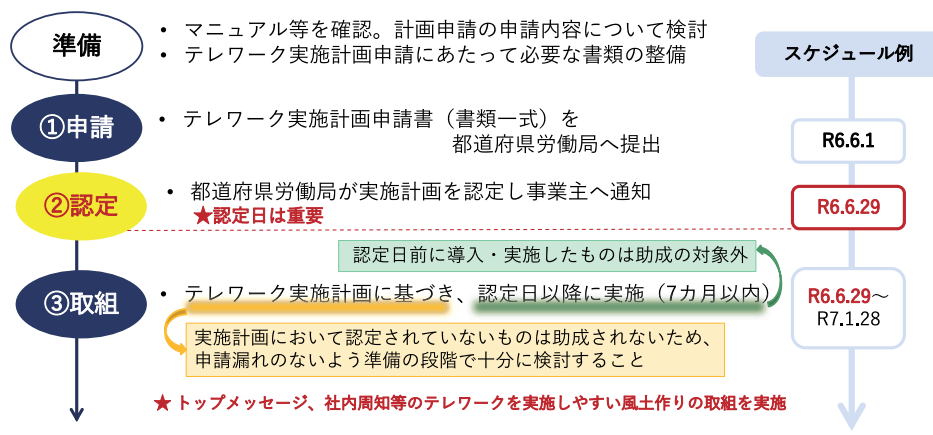 準備
• マニュアル等を確認。計画申請の申請内容について検討
• テレワーク実施計画申請にあたって必要な書類の整備
スケジュール例
①申請
• テレワーク実施計画申請書（書類一式）を
都道府県労働局へ提出
R6.6.1
②認定
• 都道府県労働局が実施計画を認定し事業主へ通知
★認定日は重要
R6.6.29
認定日前に導入・実施したものは助成の対象外
③取組
• テレワーク実施計画に基づき、認定日以降に実施（7カ月以内）
R6.6.29～
R7.1.28
実施計画において認定されていないものは助成されないため、
申請漏れのないよう準備の段階で十分に検討すること
★ トップメッセージ、社内周知等のテレワークを実施しやすい風土作りの取組を実施